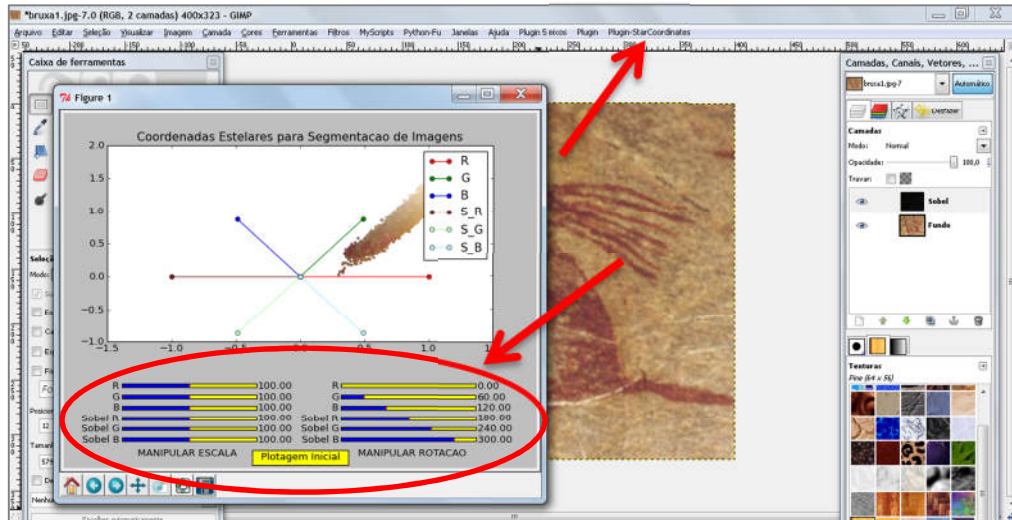 *bruxa1.jpg-7.0 (RGB, 2 camadas) 400x323 - GIMP
Arquivo Editar Seleção Visualizar Imagem Camada Cores Ferramentas Filtros MyScripts Python-Fu Janelas Ajuda Plugin Plugin-StarCoordinates
Caixa de ferramentas
Camadas, Canais, Vetores, ...
bruxa1.jpg-7
Automático
Figure 1
Desfazer
Coordenadas Estelares para Segmentacao de Imagens
Camadas
Modo: Normal
Opacidade: 100,0
Travar:
Sobel
Fundo
2.0
1.5
1.0
0.5
0.0
−0.5
−1.0
−1.5
−1.0
−0.5
0.0
0.5
1.0
R
G
B
S_R
S_G
S_B
R 100.00
G 100.00
B 100.00
Sobel R 100.00
Sobel G 100.00
Sobel B 100.00
R 0.00
G 60.00
B 120.00
Sobel R 180.00
Sobel G 240.00
Sobel B 300.00
MANIPULAR ESCALA
Plotagem Inicial
MANIPULAR ROTACAO
Texturas
Pine (64 x 56)